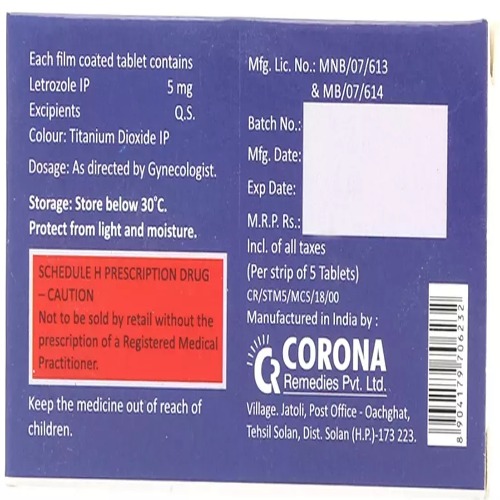 Each film coated tablet contains
Letrozole IP 5 mg
Excipients Q.S.
Colour: Titanium Dioxide IP
Dosage: As directed by Gynecologist.
Storage: Store below 30°C.
Protect from light and moisture.
SCHEDULE H PRESCRIPTION DRUG
– CAUTION
Not to be sold by retail without the
prescription of a Registered Medical
Practitioner.
Keep the medicine out of reach of
children.
Mfg. Lic. No.: MNB/07/613
& MB/07/614
Batch No.:
Mfg. Date:
Exp Date:
M.R.P. Rs.:
Incl. of all taxes
(Per strip of 5 Tablets)
CR/STM5/MCS/18/00
Manufactured in India by :
CR CORONA
Remedies Pvt. Ltd.
Village. Jatoli, Post Office - Oachghat,
Tehsil Solan, Dist. Solan (H.P.)-173 223.
8904179706232